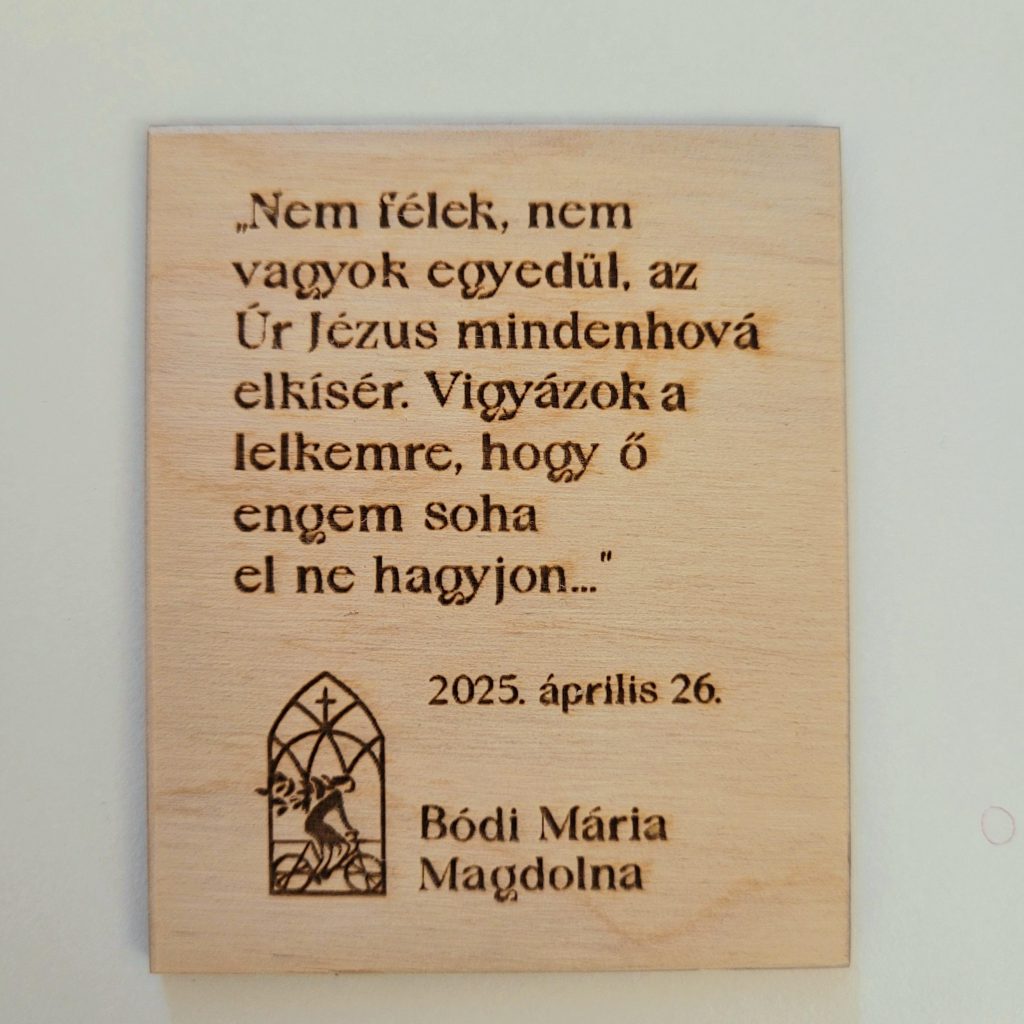 „Nem félek, nem
vagyok egyedül, az
Úr Jézus mindenhová
elkísér. Vigyázok a
lelkemre, hogy ő
engem soha
el ne hagyjon..."
2025. április 26.
Bódi Mária
Magdolna